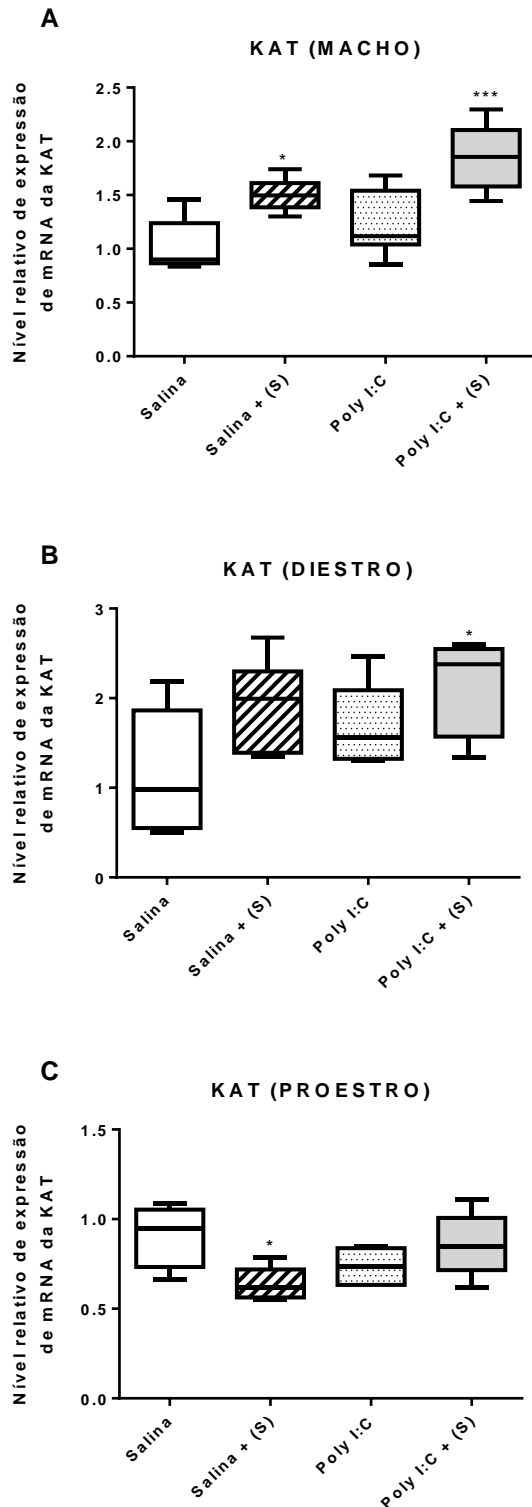 A
KAT (MACHO)
Nível relativo de expressão
de mRNA da KAT
2.5
2.0
1.5
1.0
0.5
0.0
*
***
Salina
Salina + (S)
Poly I:C
Poly I:C + (S)
B
KAT (DIESTRO)
Nível relativo de expressão
de mRNA da KAT
3
2
1
0
*
Salina
Salina + (S)
Poly I:C
Poly I:C + (S)
C
KAT (PROESTRO)
Nível relativo de expressão
de mRNA da KAT
1.5
1.0
0.5
0.0
*
Salina
Salina + (S)
Poly I:C
Poly I:C + (S)